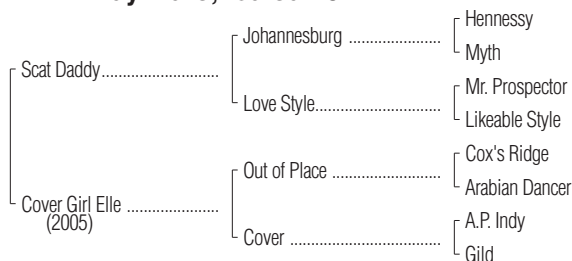 Hennessy
Johannesburg
Myth
Scat Daddy
Mr. Prospector
Love Style
Likeable Style
Cox's Ridge
Out of Place
Arabian Dancer
Cover Girl Elle
(2005)
A.P. Indy
Cover
Gild